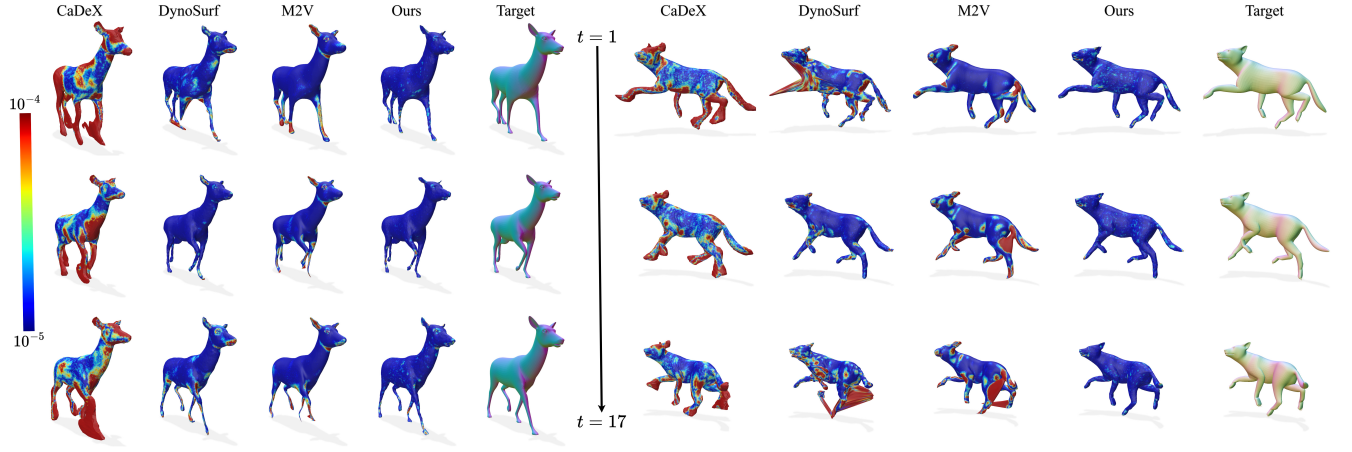 CaDeX DynoSurf M2V Ours Target CaDeX DynoSurf M2V Ours Target
t = 1
10⁻⁴
10⁻⁵
t = 17